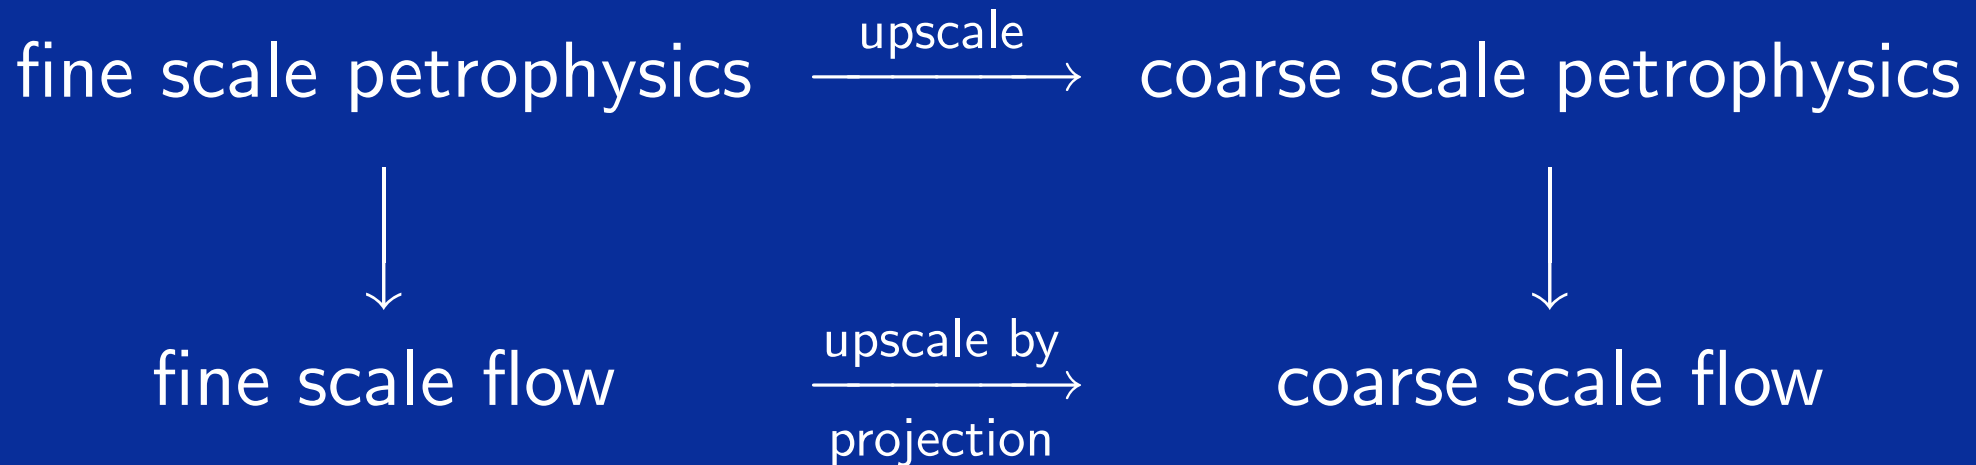 upscale
fine scale petrophysics
coarse scale petrophysics
upscale by
fine scale flow
coarse scale flow
projection